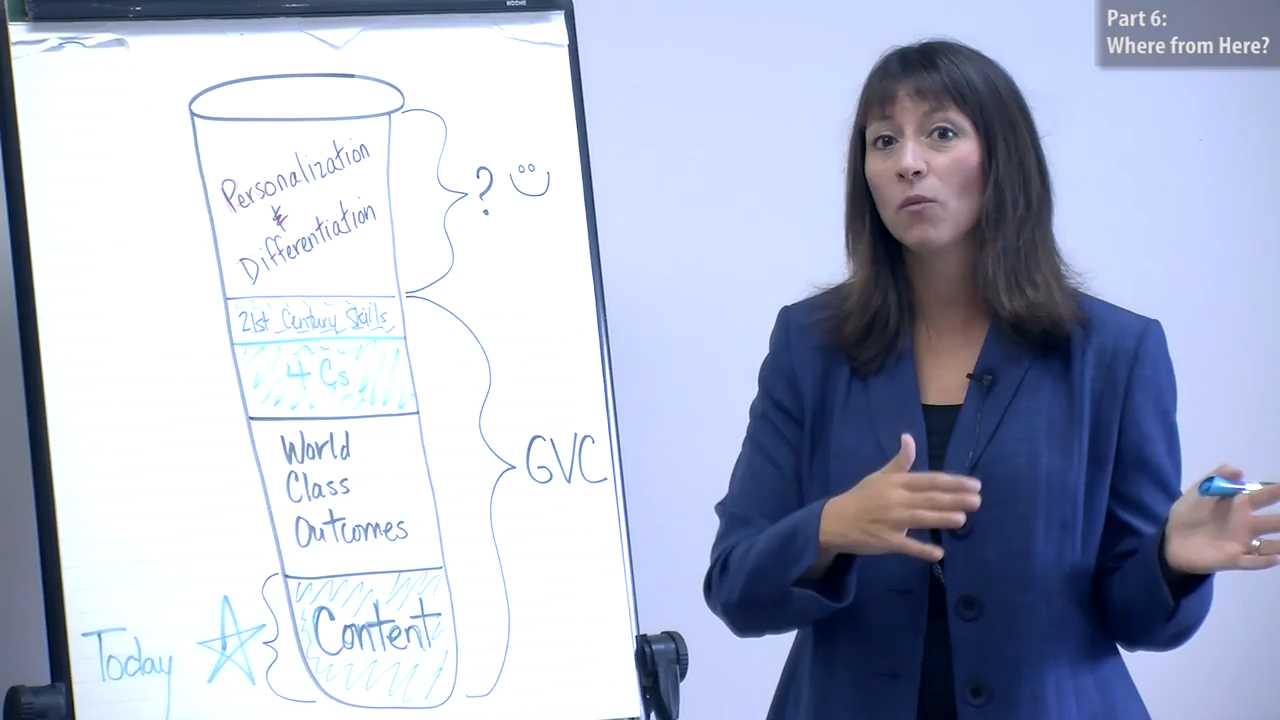 Part 6:
Where from Here?
Personalization
&
Differentiation
? 
21st Century Skills
4 Cs
World
Class
Outcomes
GVC
Content
Today